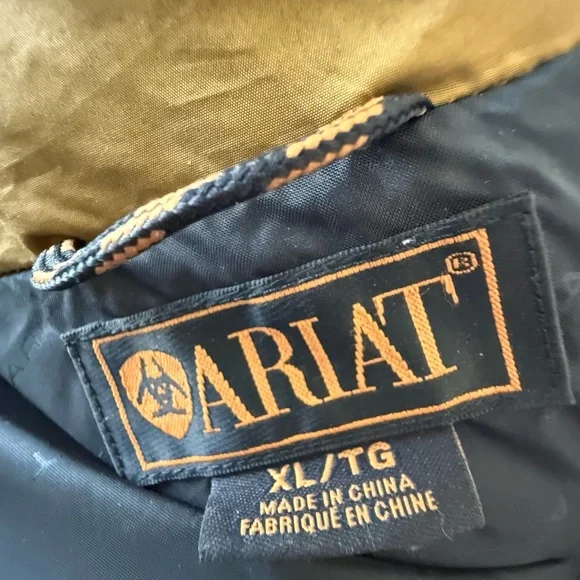 ARIAT®
XL/TG
MADE IN CHINA
FABRIQUÉ EN CHINE